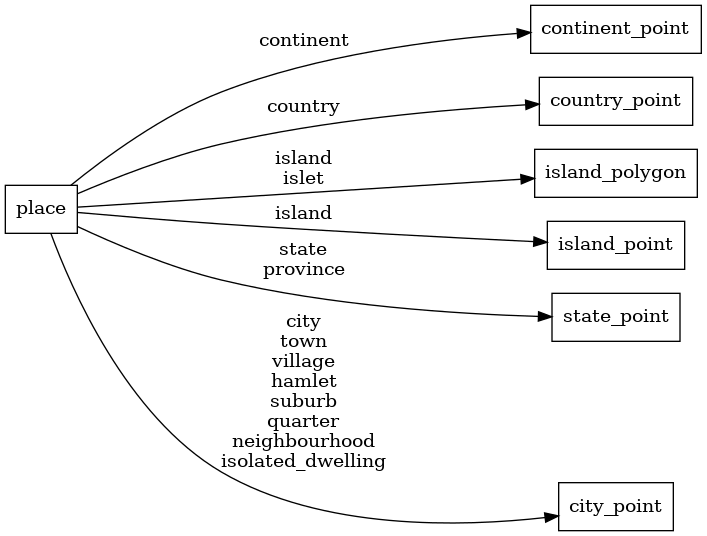 continent
continent_point
country
country_point
island
islet
island_polygon
place
island
island_point
state
province
state_point
city
town
village
hamlet
suburb
quarter
neighbourhood
isolated_dwelling
city_point